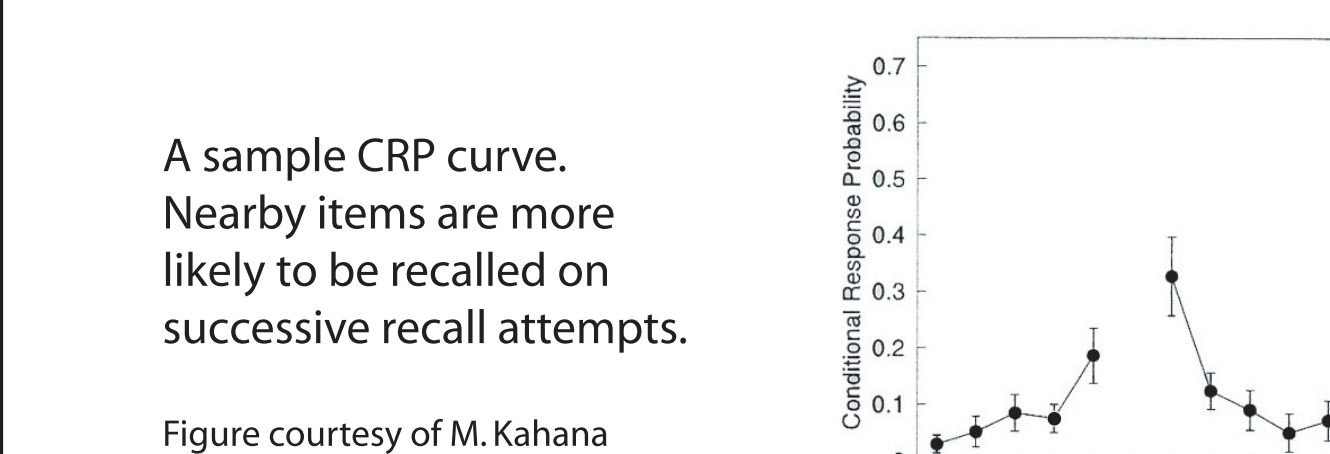 A sample CRP curve.
Nearby items are more
likely to be recalled on
successive recall attempts.
Figure courtesy of M. Kahana
Conditional Response Probability
0.7
0.6
0.5
0.4
0.3
0.2
0.1